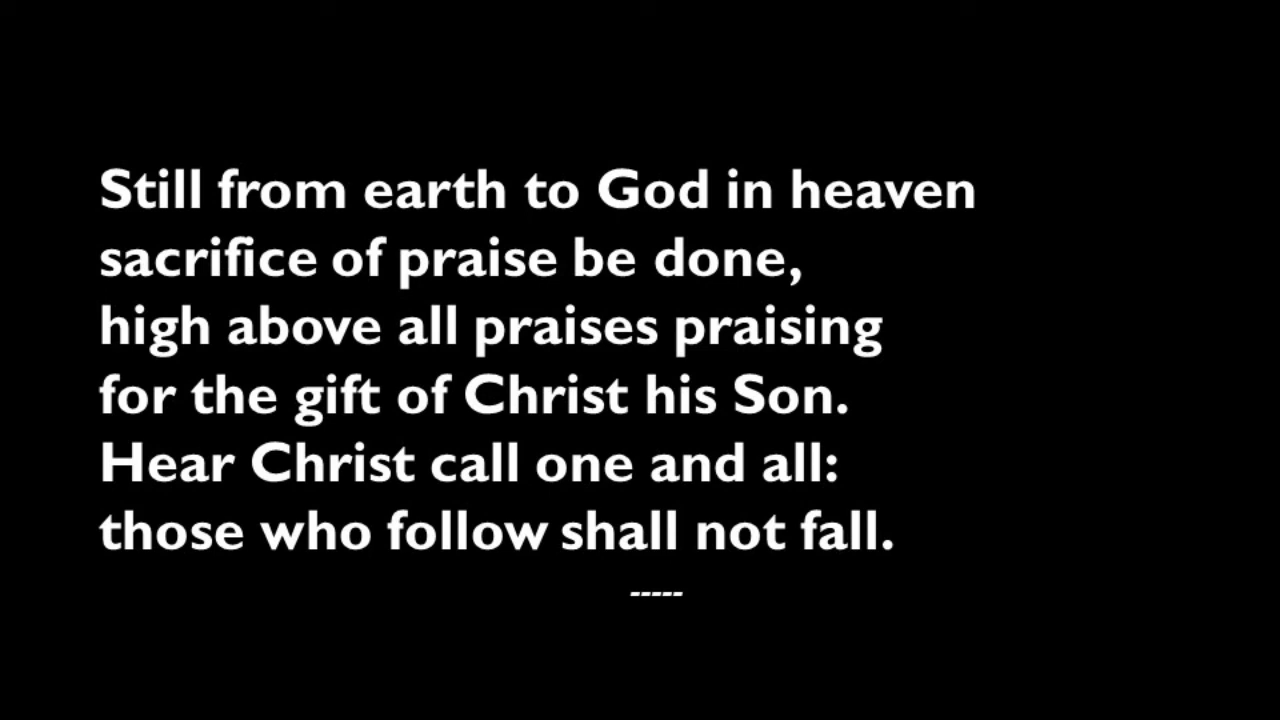 Still from earth to God in heaven
sacrifice of praise be done,
high above all praises praising
for the gift of Christ his Son.
Hear Christ call one and all:
those who follow shall not fall.
-----